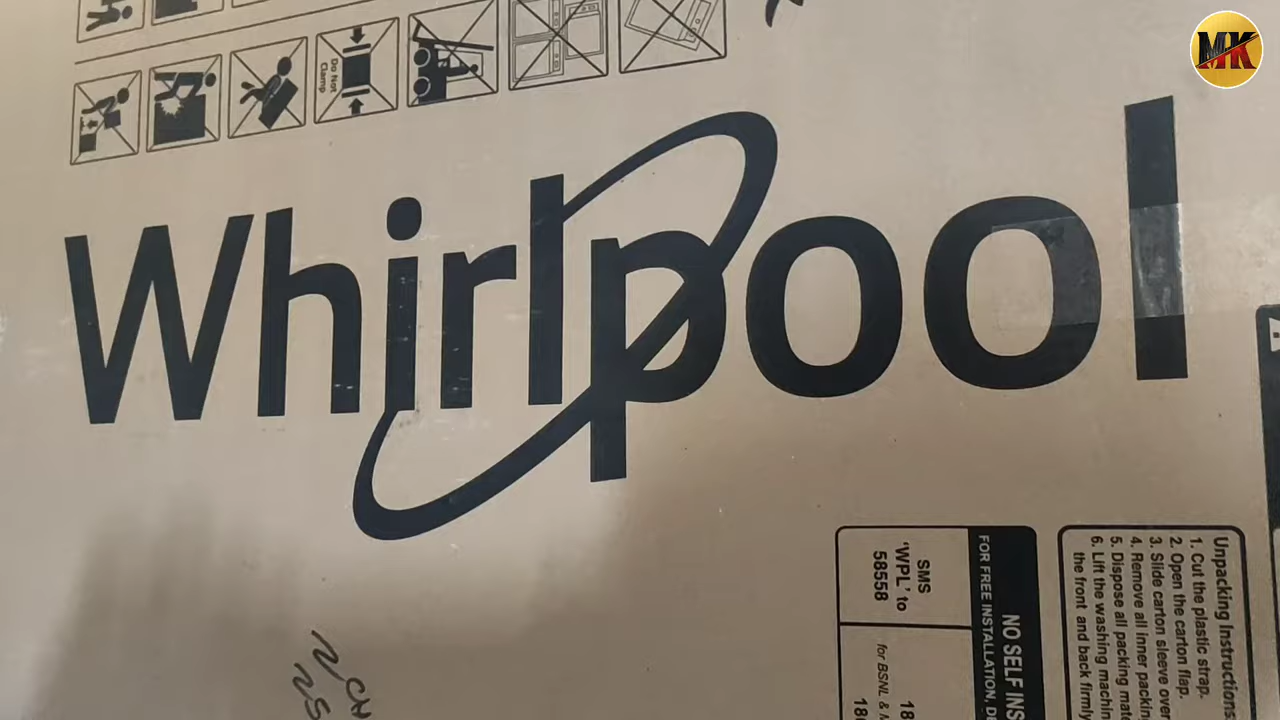 MK
Do Not
Clamp
Whirlpool
SMS
'WPL' to
58558
for BSNL &
18
NO SELF INS
FOR FREE INSTALLATION, DE
Unpacking Instructions
1. Cut the plastic strap.
2. Open the carton flap.
3. Slide carton sleeve over
4. Remove all inner packin
5. Dispose all packing mat
6. Lift the washing machin
the front and back firmly